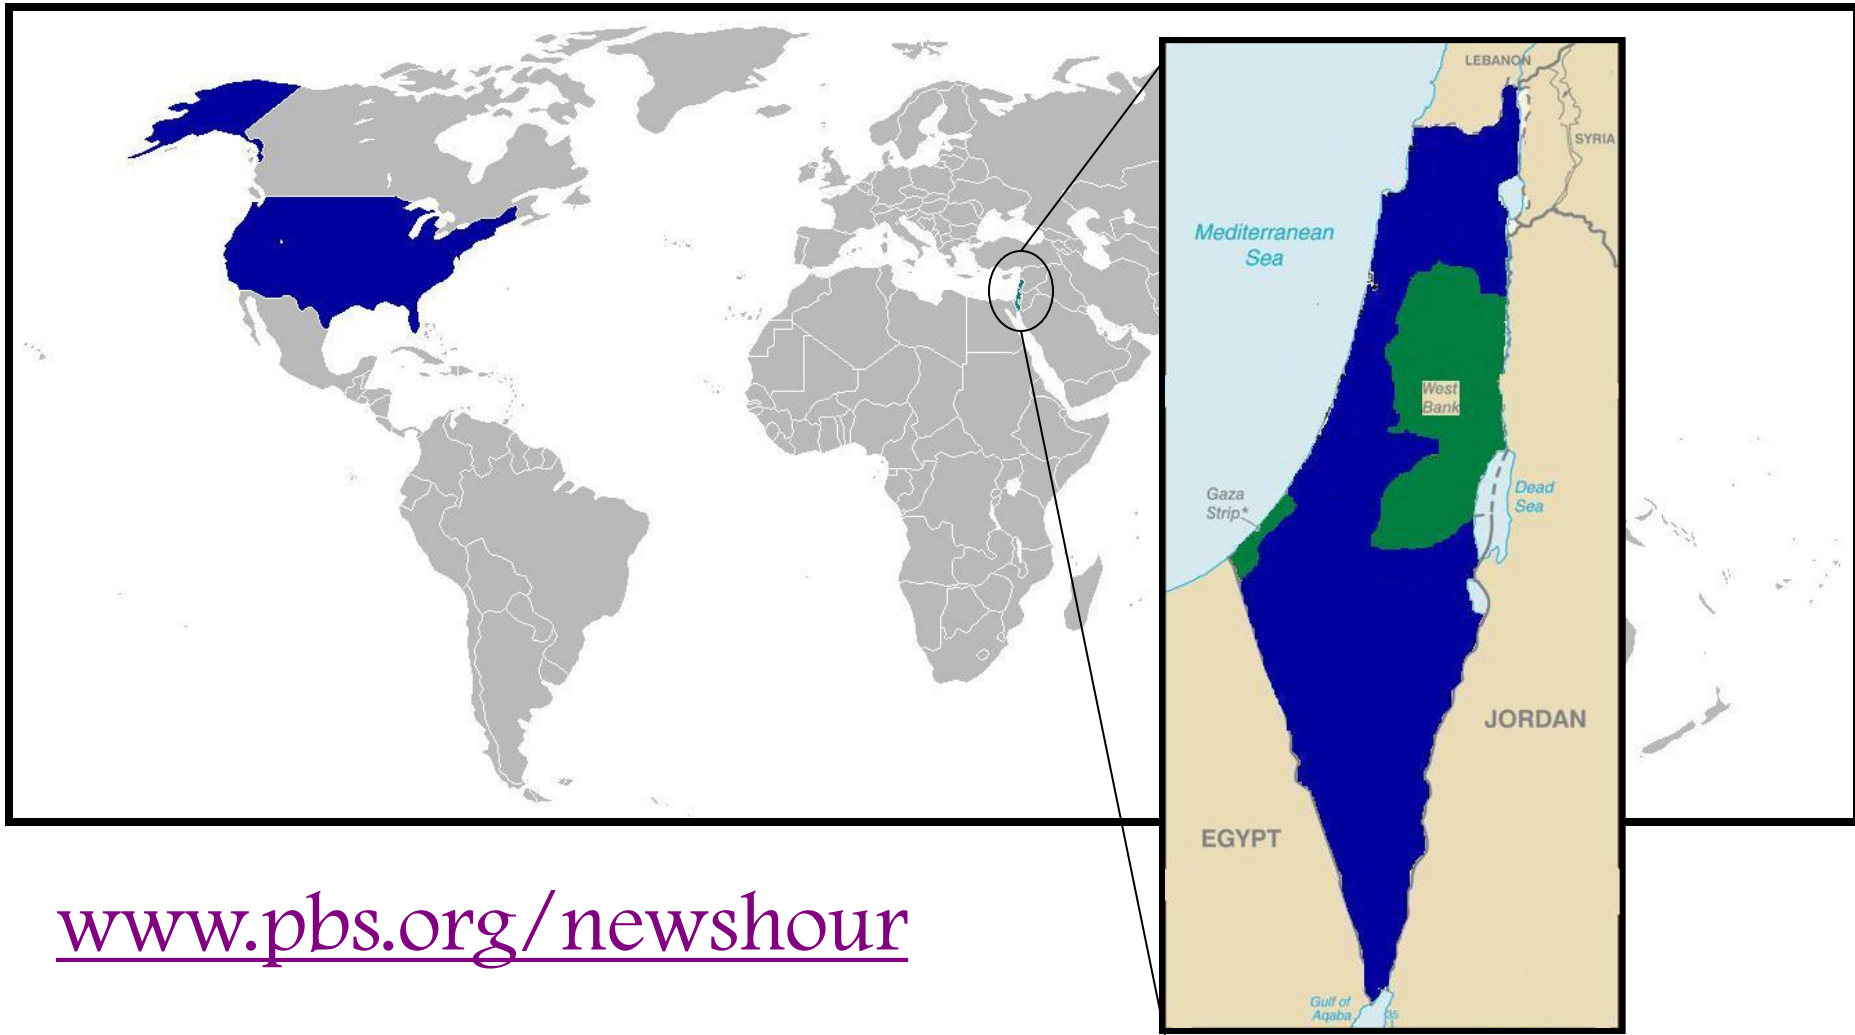 LEBANON
SYRIA
Mediterranean
Sea
West
Bank
Gaza
Strip*
Dead
Sea
JORDAN
EGYPT
Gulf of
Aqaba
35
www.pbs.org/newshour